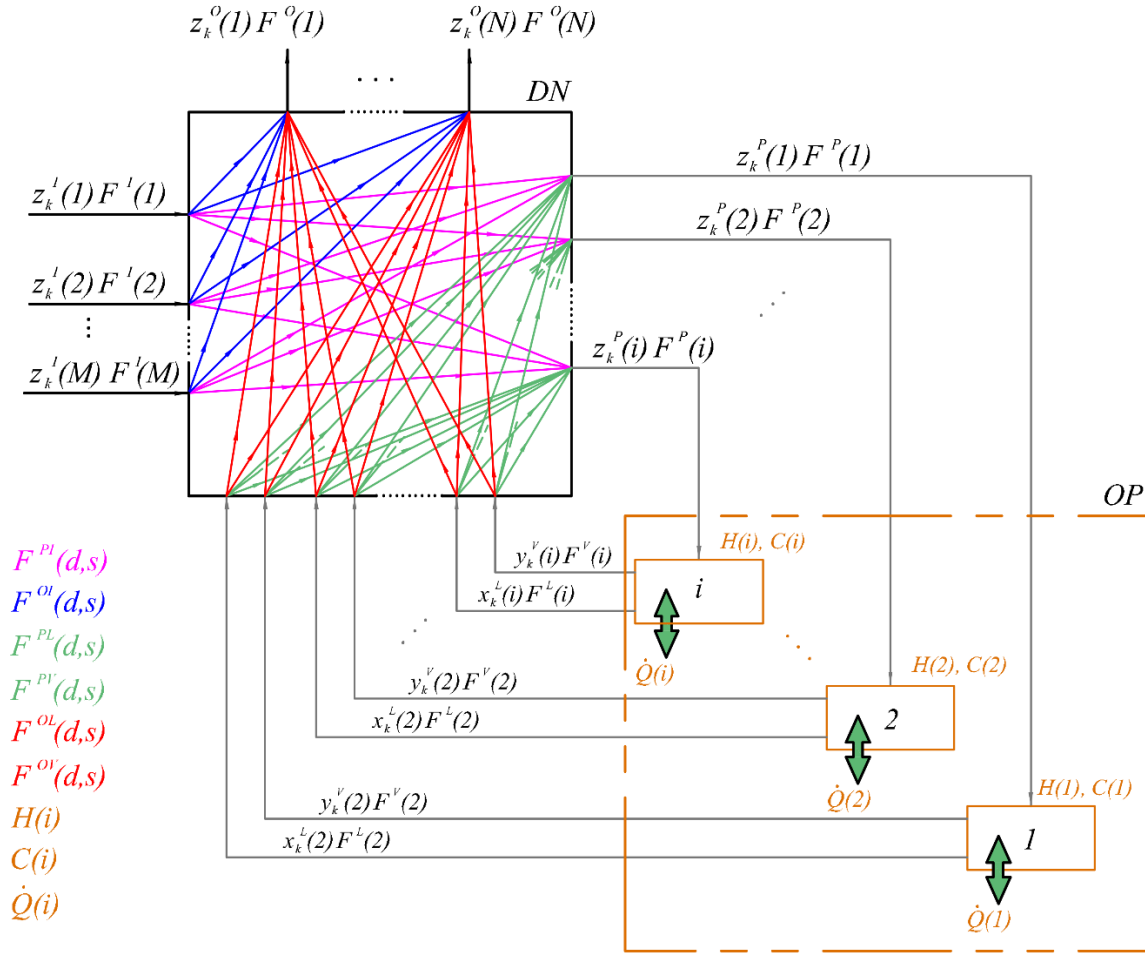 z_k^O(1) F^O(1) z_k^O(N) F^O(N)
. . .
DN
z_k^P(1) F^P(1)
z_k^I(1) F^I(1)
z_k^P(2) F^P(2)
z_k^I(2) F^I(2)
...
z_k^P(i) F^P(i)
z_k^I(M) F^I(M)
OP
H(i), C(i)
y_k^V(i) F^V(i)
i
x_k^L(i) F^L(i)
Q̇(i)
H(2), C(2)
y_k^V(2) F^V(2)
2
x_k^L(2) F^L(2)
Q̇(2)
H(1), C(1)
y_k^V(2) F^V(2)
1
x_k^L(2) F^L(2)
Q̇(1)
F^PI(d,s)
F^OI(d,s)
F^PL(d,s)
F^PV(d,s)
F^OL(d,s)
F^OV(d,s)
H(i)
C(i)
Q̇(i)